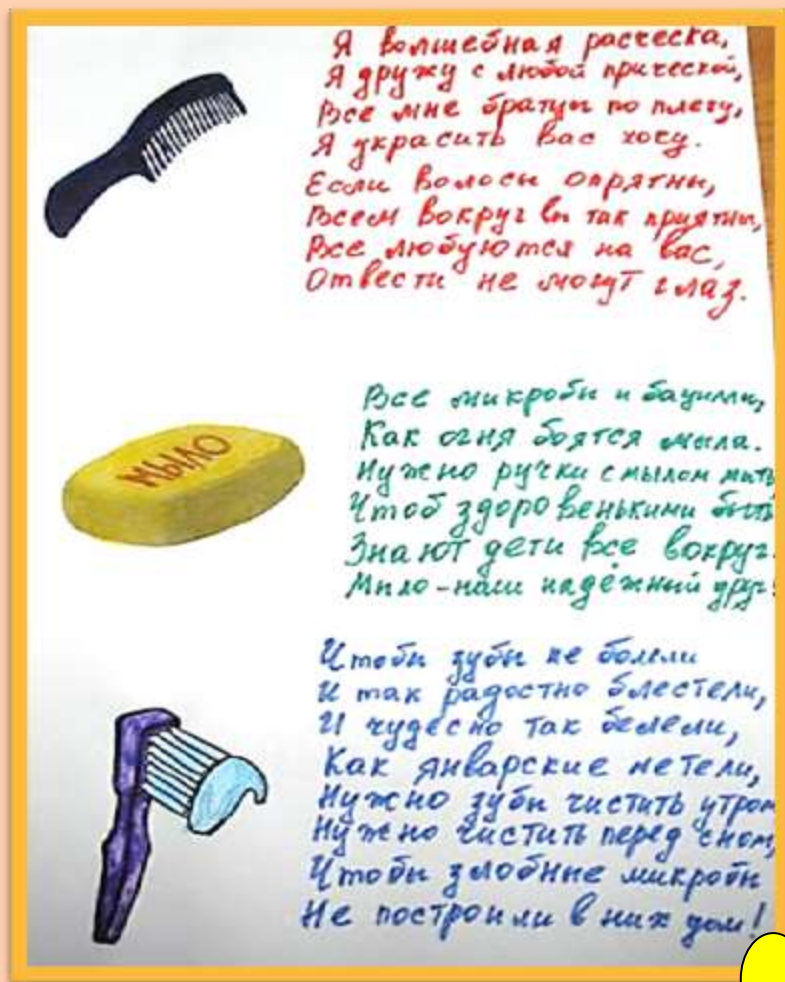 Я волшебная расческа,
Я дружу с любой прической,
Все мне братцы по плечу,
Я украсить вас хочу.
Если волосы опрятны,
Всем вокруг вы так приятны,
Все любуются на вас,
Отвести не могут глаз.
МЫЛО
Все микробы и бациллы,
Как огня боятся мыла.
Нужно ручки с мылом мыть
Чтоб здоровенькими быть
Знают дети все вокруг:
Мыло-наш надёжный друг!
Чтобы зубы не болели
И так радостно блестели,
И чудесно так белели,
Как январские метели,
Нужно зубы чистить утром
Нужно чистить перед сном,
Чтобы злобные микробы
Не построили в них дом!